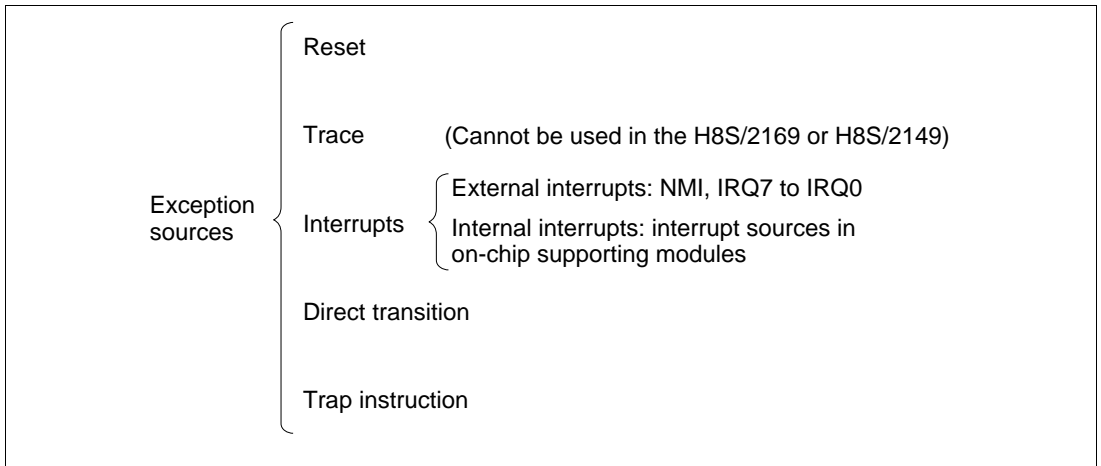 Reset
Trace (Cannot be used in the H8S/2169 or H8S/2149)
Exception
sources
Interrupts
External interrupts: NMI, IRQ7 to IRQ0
Internal interrupts: interrupt sources in
on-chip supporting modules
Direct transition
Trap instruction